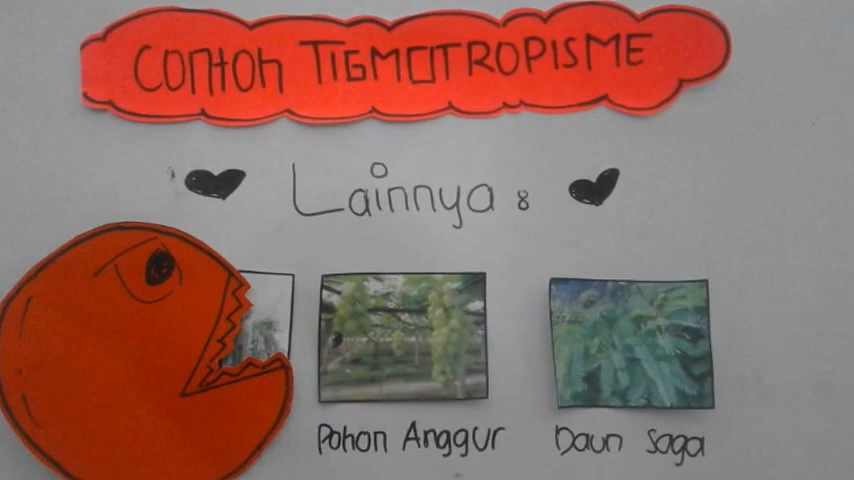 Contoh TIGMOTROPISME
Lainnya :
Pohon Anggur
Daun Saga